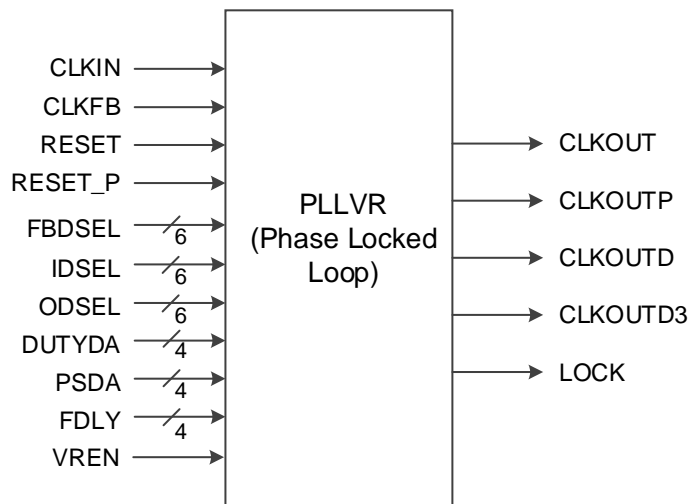 CLKIN
CLKFB
RESET
RESET_P
FBDSEL 6
IDSEL 6
ODSEL 6
DUTYDA 4
PSDA 4
FDLY 4
VREN
PLLVR
(Phase Locked
Loop)
CLKOUT
CLKOUTP
CLKOUTD
CLKOUTD3
LOCK